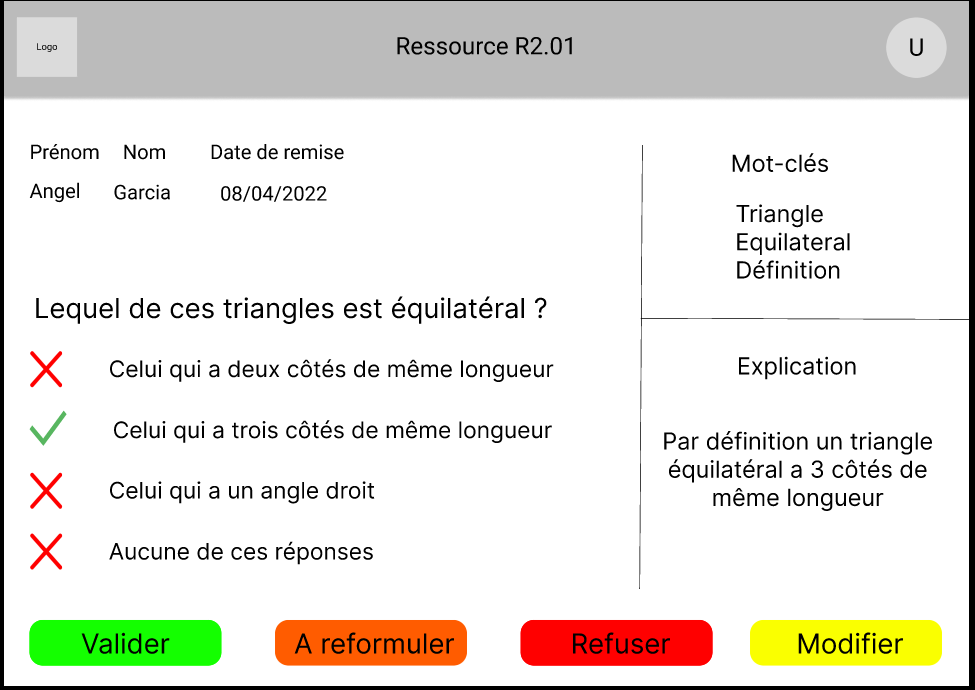 Logo
Ressource R2.01
U
Prénom Nom Date de remise
Angel Garcia 08/04/2022
Lequel de ces triangles est équilatéral ?
Celui qui a deux côtés de même longueur
Celui qui a trois côtés de même longueur
Celui qui a un angle droit
Aucune de ces réponses
Mot-clés
Triangle
Equilateral
Définition
Explication
Par définition un triangle
équilatéral a 3 côtés de
même longueur
Valider
A reformuler
Refuser
Modifier